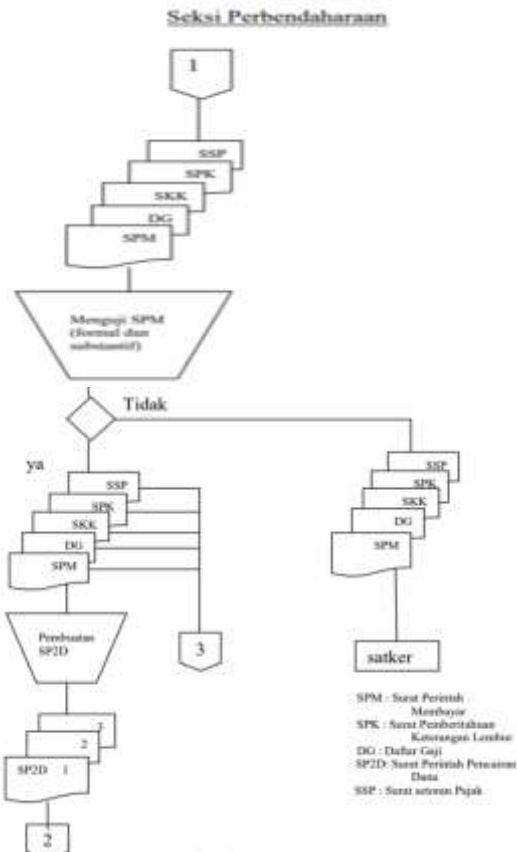 Seksi Perbendaharaan
1
SSP
SPK
SKK
DG
SPM
Menguji SPM
(formal dan
substantif)
Tidak
ya
SSP
SPK
SKK
DG
SPM
SSP
SPK
SKK
DG
SPM
Pembuatan
SP2D
3
satker
3
2
SP2D 1
2
SPM : Surat Perintah
Membayar
SPK : Surat Pemberitahuan
Keterangan Lembur
DG : Daftar Gaji
SP2D: Surat Perintah Pencairan
Dana
SSP : Surat setoran Pajak